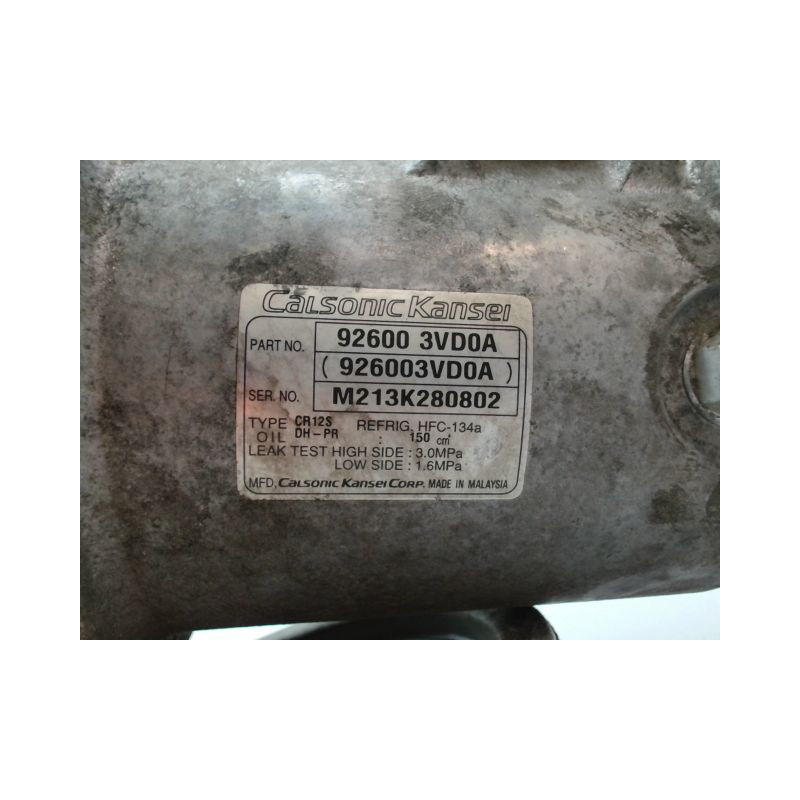 Calsonic Kansei
PART NO. 92600 3VD0A
( 926003VD0A )
SER. NO. M213K280802
TYPE CR12S REFRIG. HFC-134a
OIL DH-PR : 150 cm³
LEAK TEST HIGH SIDE : 3.0MPa
LOW SIDE : 1.6MPa
MFD. Calsonic Kansei Corp. MADE IN MALAYSIA